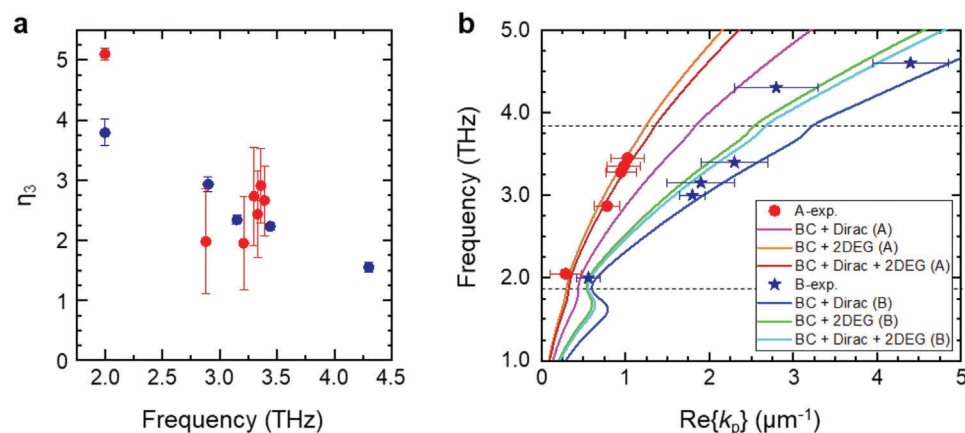 a
5
4
3
2
1
0
η3
2.0 2.5 3.0 3.5 4.0 4.5
Frequency (THz)
b
5.0
4.0
3.0
2.0
1.0
Frequency (THz)
0 1 2 3 4 5
Re{kp} (µm-1)
A-exp.
BC + Dirac (A)
BC + 2DEG (A)
BC + Dirac + 2DEG (A)
B-exp.
BC + Dirac (B)
BC + 2DEG (B)
BC + Dirac + 2DEG (B)